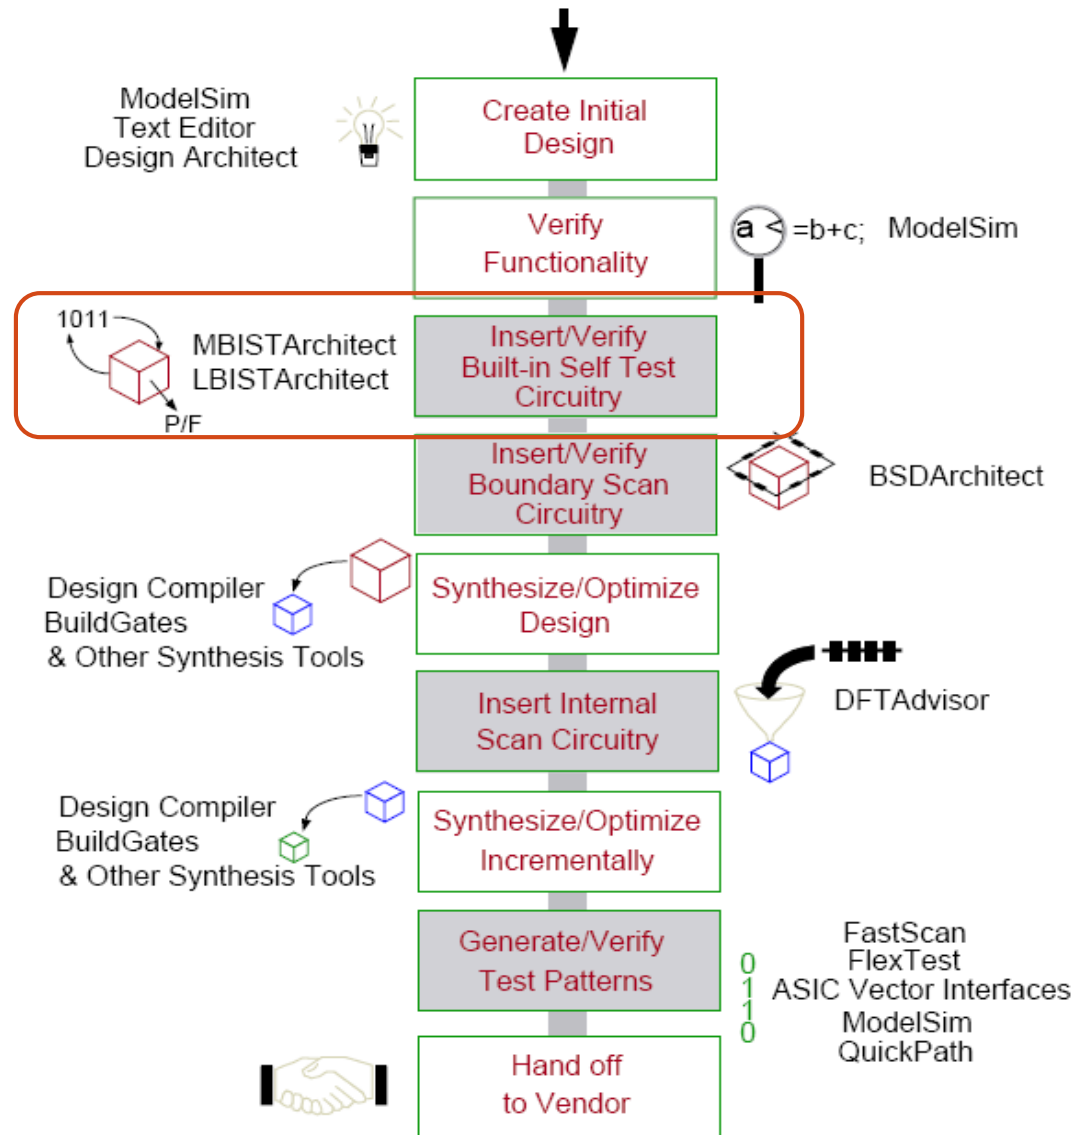 ModelSim
Text Editor
Design Architect
Create Initial
Design
Verify
Functionality
a < =b+c;
ModelSim
1011
P/F
MBISTArchitect
LBISTArchitect
Insert/Verify
Built-in Self Test
Circuitry
Insert/Verify
Boundary Scan
Circuitry
BSDArchitect
Design Compiler
BuildGates
& Other Synthesis Tools
Synthesize/Optimize
Design
Insert Internal
Scan Circuitry
DFTAdvisor
Design Compiler
BuildGates
& Other Synthesis Tools
Synthesize/Optimize
Incrementally
Generate/Verify
Test Patterns
0
1
1
0
FastScan
FlexTest
ASIC Vector Interfaces
ModelSim
QuickPath
Hand off
to Vendor